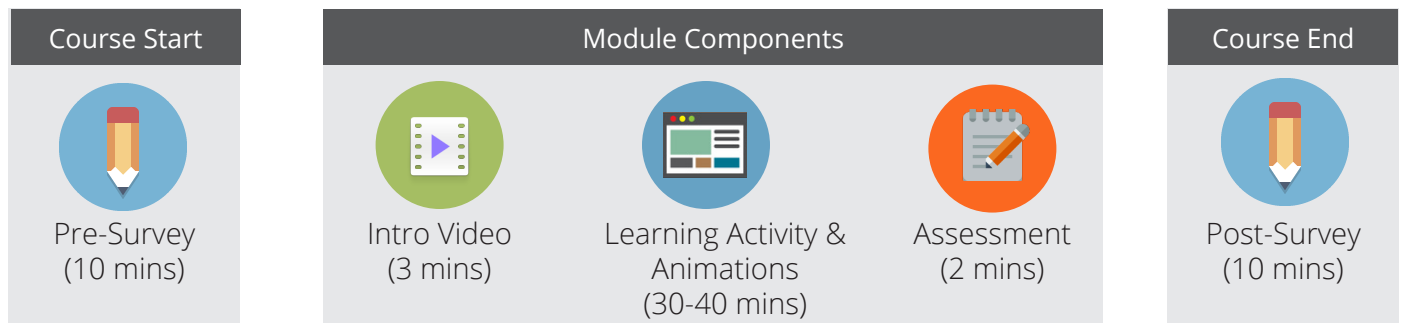 Course Start
Pre-Survey
(10 mins)
Module Components
Intro Video
(3 mins)
Learning Activity &
Animations
(30-40 mins)
Assessment
(2 mins)
Course End
Post-Survey
(10 mins)